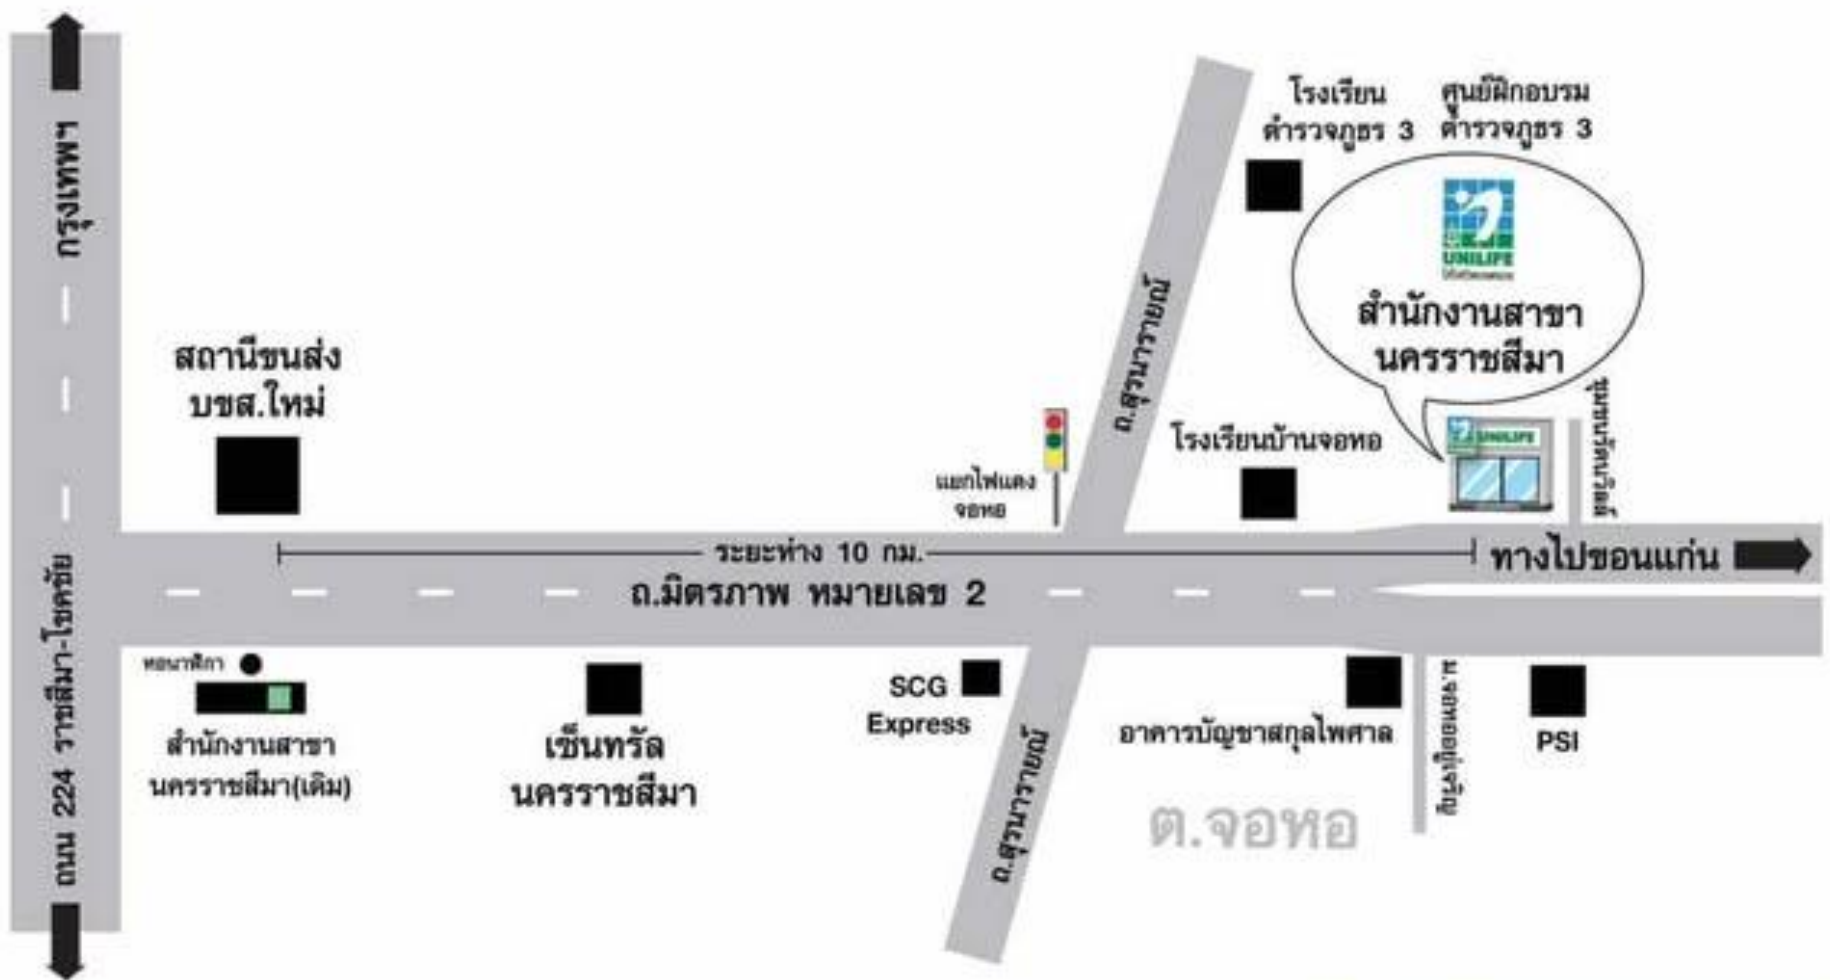 กรุงเทพฯ
ถนน 224 ราชสีมา-โชคชัย
สถานีขนส่ง
บขส.ใหม่
โรงเรียน
ตำรวจภูธร 3
ศูนย์ฝึกอบรม
ตำรวจภูธร 3
UNILIFE
สำนักงานสาขา
นครราชสีมา
ถ.สุรนารายณ์
แยกไฟแดง
จอหอ
โรงเรียนบ้านจอหอ
UNILIFE
ระยะห่าง 10 กม.
ทางไปขอนแก่น
ถ.มิตรภาพ หมายเลข 2
หอนาฬิกา
สำนักงานสาขา
นครราชสีมา(เดิม)
เซ็นทรัล
นครราชสีมา
SCG
Express
ถ.สุรนารายณ์
อาคารบัญชาสกุลไพศาล
ม.จอหออยู่เจริญ
PSI
ต.จอหอ